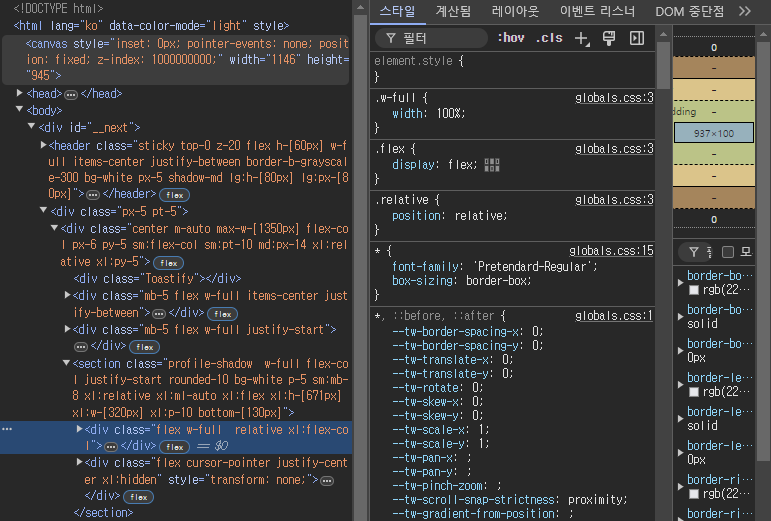 <!DOCTYPE html>
<html lang="ko" data-color-mode="light" style>
<canvas style="inset: 0px; pointer-events: none; posi
tion: fixed; z-index: 1000000000;" width="1146" height=
"945">
<head>…</head>
<body>
<div id="__next">
<header class="sticky top-0 z-20 flex h-[60px] w-f
ull items-center justify-between border-b-grayscal
e-300 bg-white px-5 shadow-md lg:h-[80px] lg:px-[8
0px]">…</header> flex
<div class="px-5 pt-5">
<div class="center m-auto max-w-[1350px] flex-co
l px-6 py-5 sm:flex-col sm:pt-10 md:px-14 xl:re
lative xl:py-5"> flex
<div class="Toastify"></div>
<div class="mb-5 flex w-full items-center just
ify-between">…</div> flex
<div class="mb-5 flex w-full justify-start">
…</div> flex
<section class="profile-shadow  w-full flex-co
l justify-start rounded-10 bg-white p-5 sm:mb-
8 xl:relative xl:ml-auto xl:flex xl:h-[671px]
xl:w-[320px] xl:p-10 bottom-[130px]">
… <div class="flex w-full  relative xl:flex-co
l">…</div> flex == $0
<div class="flex cursor-pointer justify-cent
er xl:hidden" style="transform: none;">…
</div> flex
</section>
스타일 계산됨 레이아웃 이벤트 리스너 DOM 중단점 >>
필터 :hov .cls +
element.style {
}
.w-full { globals.css:3
width: 100%;
}
.flex { globals.css:3
display: flex;
}
.relative { globals.css:3
position: relative;
}
* { globals.css:15
font-family: 'Pretendard-Regular';
box-sizing: border-box;
}
*, ::before, ::after { globals.css:1
--tw-border-spacing-x: 0;
--tw-border-spacing-y: 0;
--tw-translate-x: 0;
--tw-translate-y: 0;
--tw-rotate: 0;
--tw-skew-x: 0;
--tw-skew-y: 0;
--tw-scale-x: 1;
--tw-scale-y: 1;
--tw-pan-x: ;
--tw-pan-y: ;
--tw-pinch-zoom: ;
--tw-scroll-snap-strictness: proximity;
--tw-gradient-from-position: ;
0
-
-
dding
-
937×100
-
-
-
0
모
border-bo…
rgb(22…
border-bo…
solid
border-bo…
0px
border-le…
rgb(22…
border-le…
solid
border-le…
0px
border-ri…
rgb(22…
border-ri…